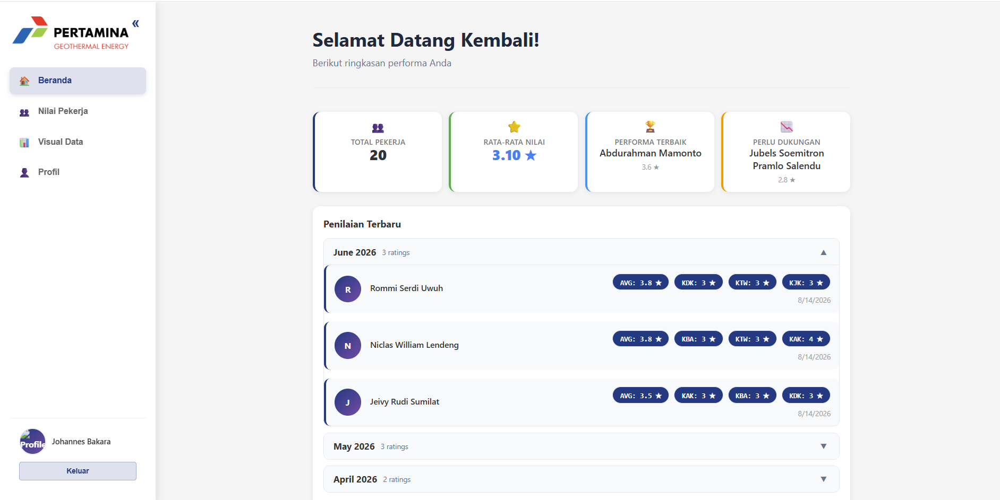 PERTAMINA
GEOTHERMAL ENERGY
«
Beranda
Nilai Pekerja
Visual Data
Profil
Profile
Johannes Bakara
Keluar
Selamat Datang Kembali!
Berikut ringkasan performa Anda
TOTAL PEKERJA
20
RATA-RATA NILAI
3.10 ★
PERFORMA TERBAIK
Abdurahman Mamonto
3.6 ★
PERLU DUKUNGAN
Jubels Soemitron
Pramlo Salendu
2.8 ★
Penilaian Terbaru
June 2026 3 ratings ▲
R Rommi Serdi Uwuh AVG: 3.8 ★ KDK: 3 ★ KTW: 3 ★ KJK: 3 ★
8/14/2026
N Niclas William Lendeng AVG: 3.8 ★ KBA: 3 ★ KTW: 3 ★ KAK: 4 ★
8/14/2026
J Jeivy Rudi Sumilat AVG: 3.5 ★ KAK: 3 ★ KBA: 3 ★ KDK: 3 ★
8/14/2026
May 2026 3 ratings ▼
April 2026 2 ratings ▼